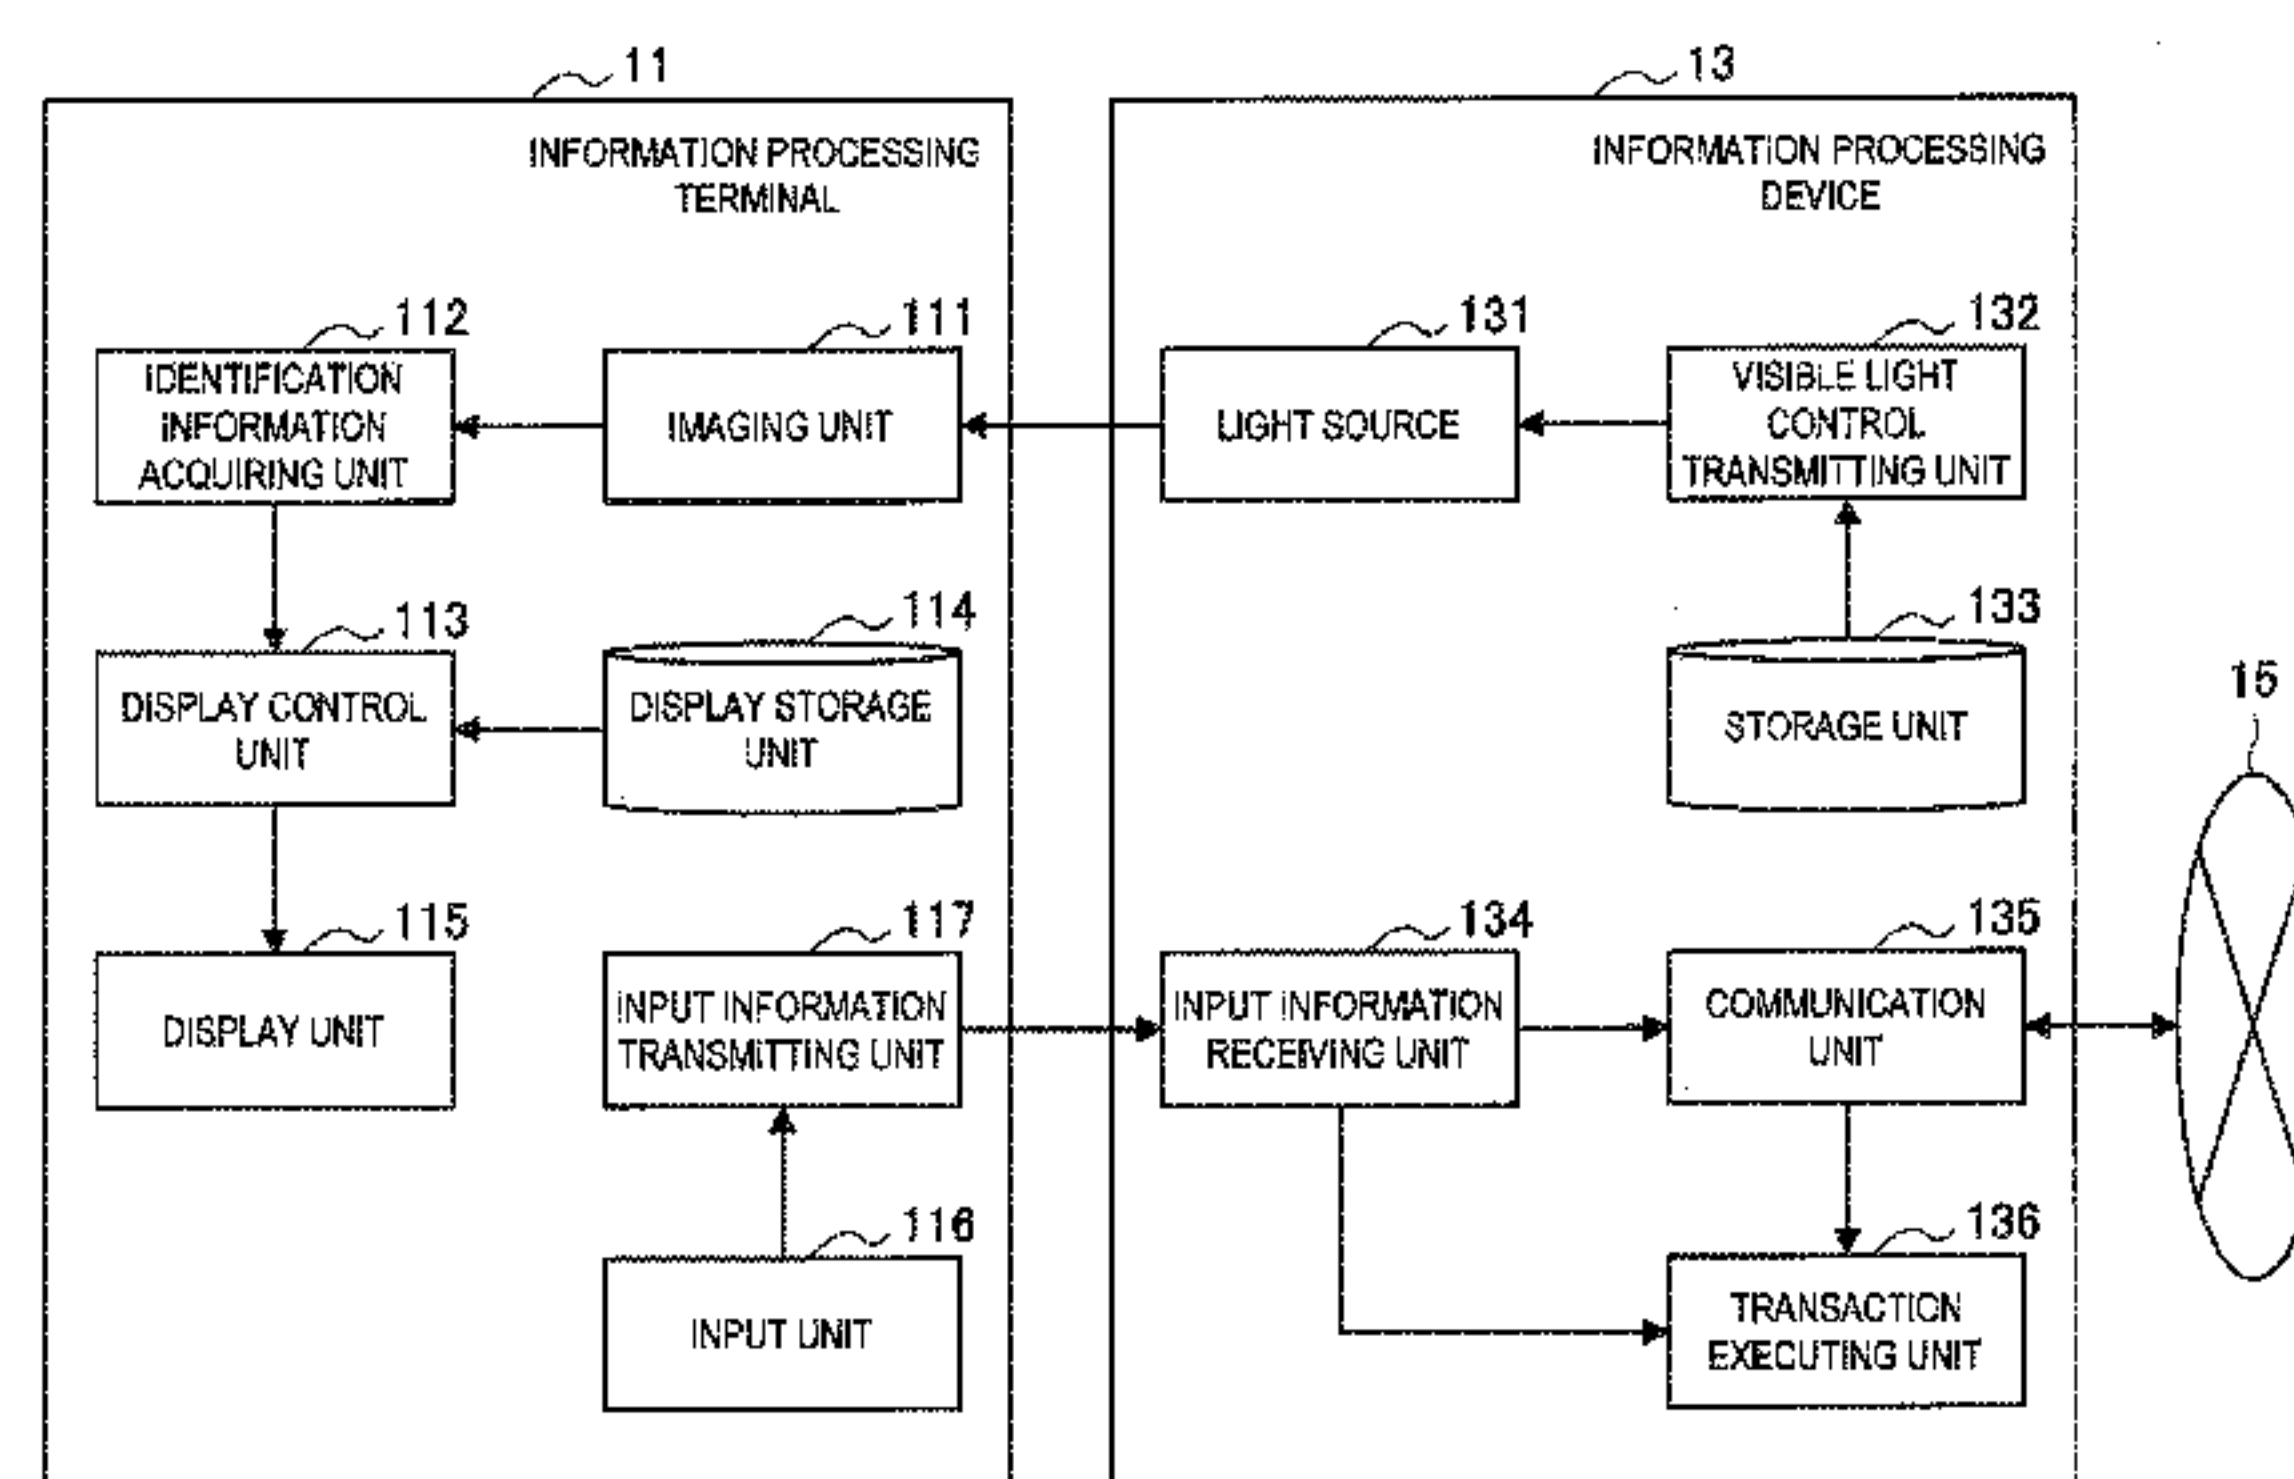 11
13
INFORMATION PROCESSING
TERMINAL
INFORMATION PROCESSING
DEVICE
112
111
131
132
IDENTIFICATION
INFORMATION
ACQUIRING UNIT
IMAGING UNIT
LIGHT SOURCE
VISIBLE LIGHT
CONTROL
TRANSMITTING UNIT
113
114
133
DISPLAY CONTROL
UNIT
DISPLAY STORAGE
UNIT
STORAGE UNIT
15
115
117
134
135
DISPLAY UNIT
INPUT INFORMATION
TRANSMITTING UNIT
INPUT INFORMATION
RECEIVING UNIT
COMMUNICATION
UNIT
116
136
INPUT UNIT
TRANSACTION
EXECUTING UNIT